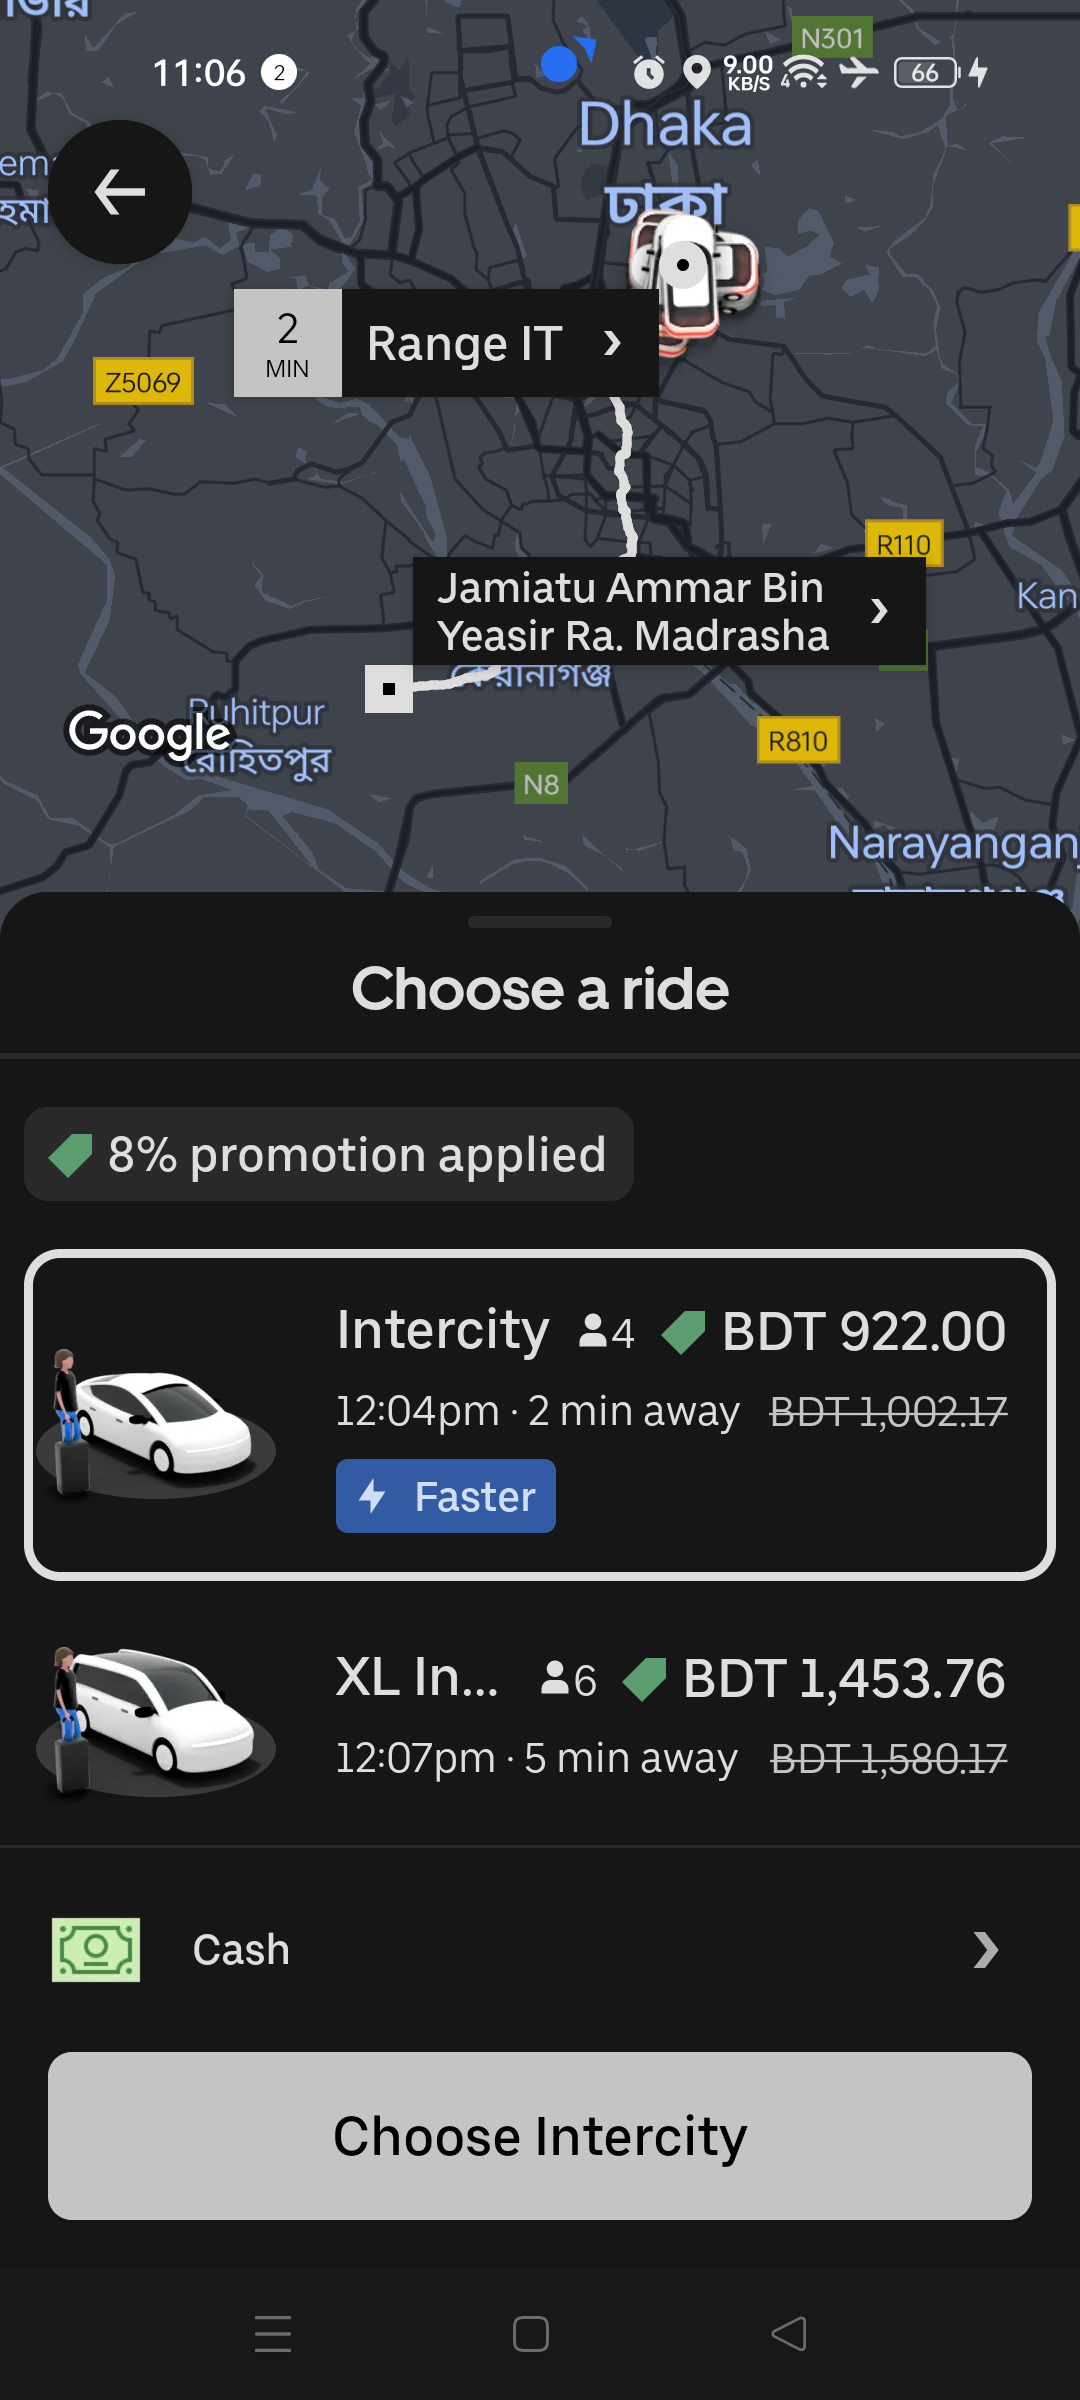 11:06 2 9.00 KB/S 4 66
N301
Dhaka
ঢাকা
2 MIN Range IT
Z5069
R110
Jamiatu Ammar Bin
Yeasir Ra. Madrasha
Kan
Ruhitpur
Google
রোহিতপুর
R810
N8
Narayangan
Choose a ride
8% promotion applied
Intercity 4 BDT 922.00
12:04pm · 2 min away BDT 1,002.17
Faster
XL In... 6 BDT 1,453.76
12:07pm · 5 min away BDT 1,580.17
Cash
Choose Intercity